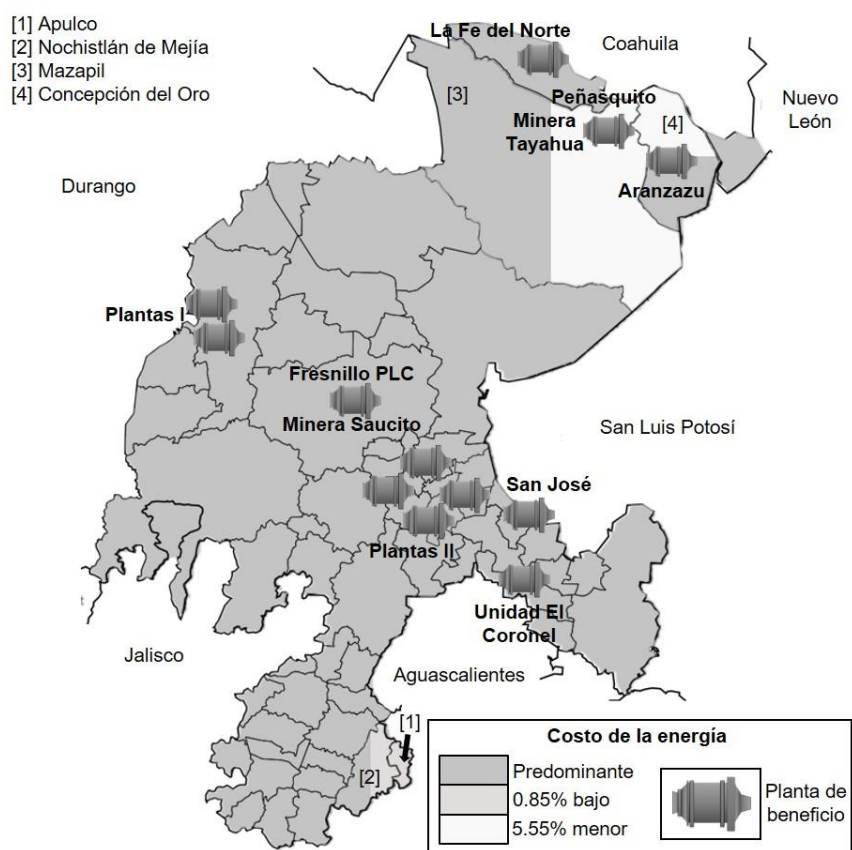 [1] Apulco
[2] Nochistlán de Mejía
[3] Mazapil
[4] Concepción del Oro
La Fe del Norte
Coahuila
[3]
Peñasquito
Minera
Tayahua
[4]
Nuevo
León
Aranzazu
Durango
Plantas I
Fresnillo PLC
Minera Saucito
San Luis Potosí
San José
Plantas II
Unidad El
Coronel
t
Jalisco
Aguascalientes
[1]
[2]
Costo de la energía
Predominante
0.85% bajo
5.55% menor
Planta de
beneficio